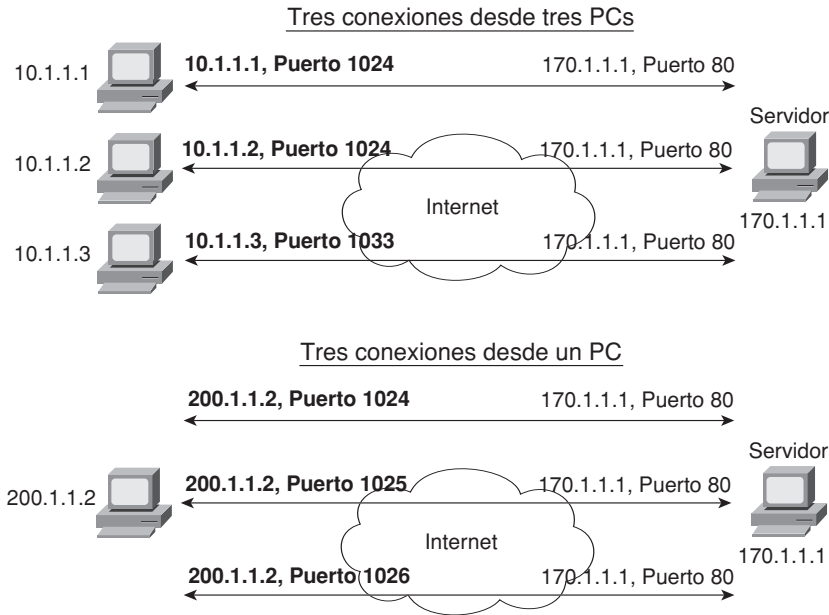 Tres conexiones desde tres PCs
10.1.1.1
10.1.1.1, Puerto 1024
170.1.1.1, Puerto 80
Servidor
10.1.1.2
10.1.1.2, Puerto 1024
170.1.1.1, Puerto 80
Internet
170.1.1.1
10.1.1.3
10.1.1.3, Puerto 1033
170.1.1.1, Puerto 80
Tres conexiones desde un PC
200.1.1.2, Puerto 1024
170.1.1.1, Puerto 80
Servidor
200.1.1.2
200.1.1.2, Puerto 1025
170.1.1.1, Puerto 80
Internet
170.1.1.1
200.1.1.2, Puerto 1026
170.1.1.1, Puerto 80